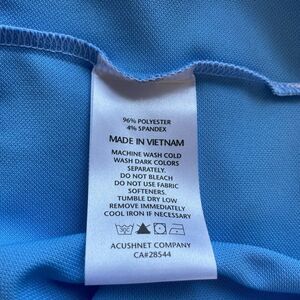 96% POLYESTER
4% SPANDEX
MADE IN VIETNAM
MACHINE WASH COLD
WASH DARK COLORS
SEPARATELY.
DO NOT BLEACH
DO NOT USE FABRIC
SOFTENERS.
TUMBLE DRY LOW
REMOVE IMMEDIATELY
COOL IRON IF NECESSARY
ACUSHNET COMPANY
CA#28544